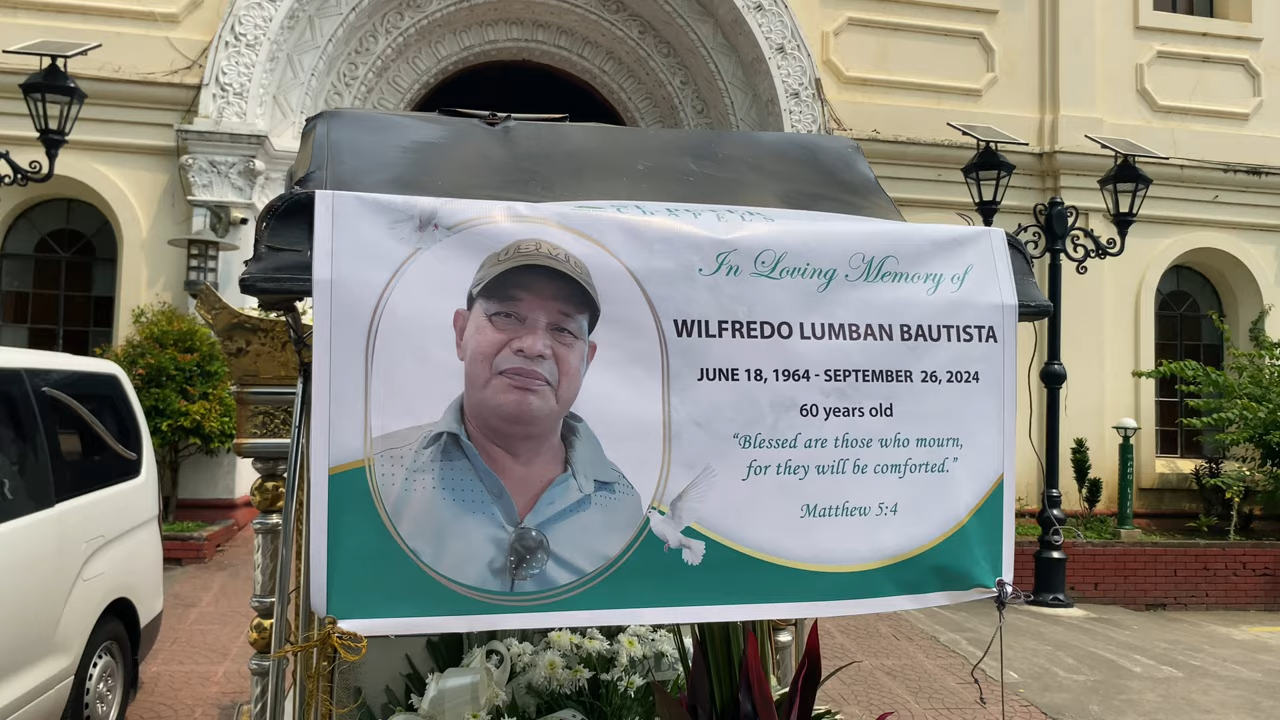 USMC
In Loving Memory of
WILFREDO LUMBAN BAUTISTA
JUNE 18, 1964 - SEPTEMBER 26, 2024
60 years old
“Blessed are those who mourn,
for they will be comforted.”
Matthew 5:4